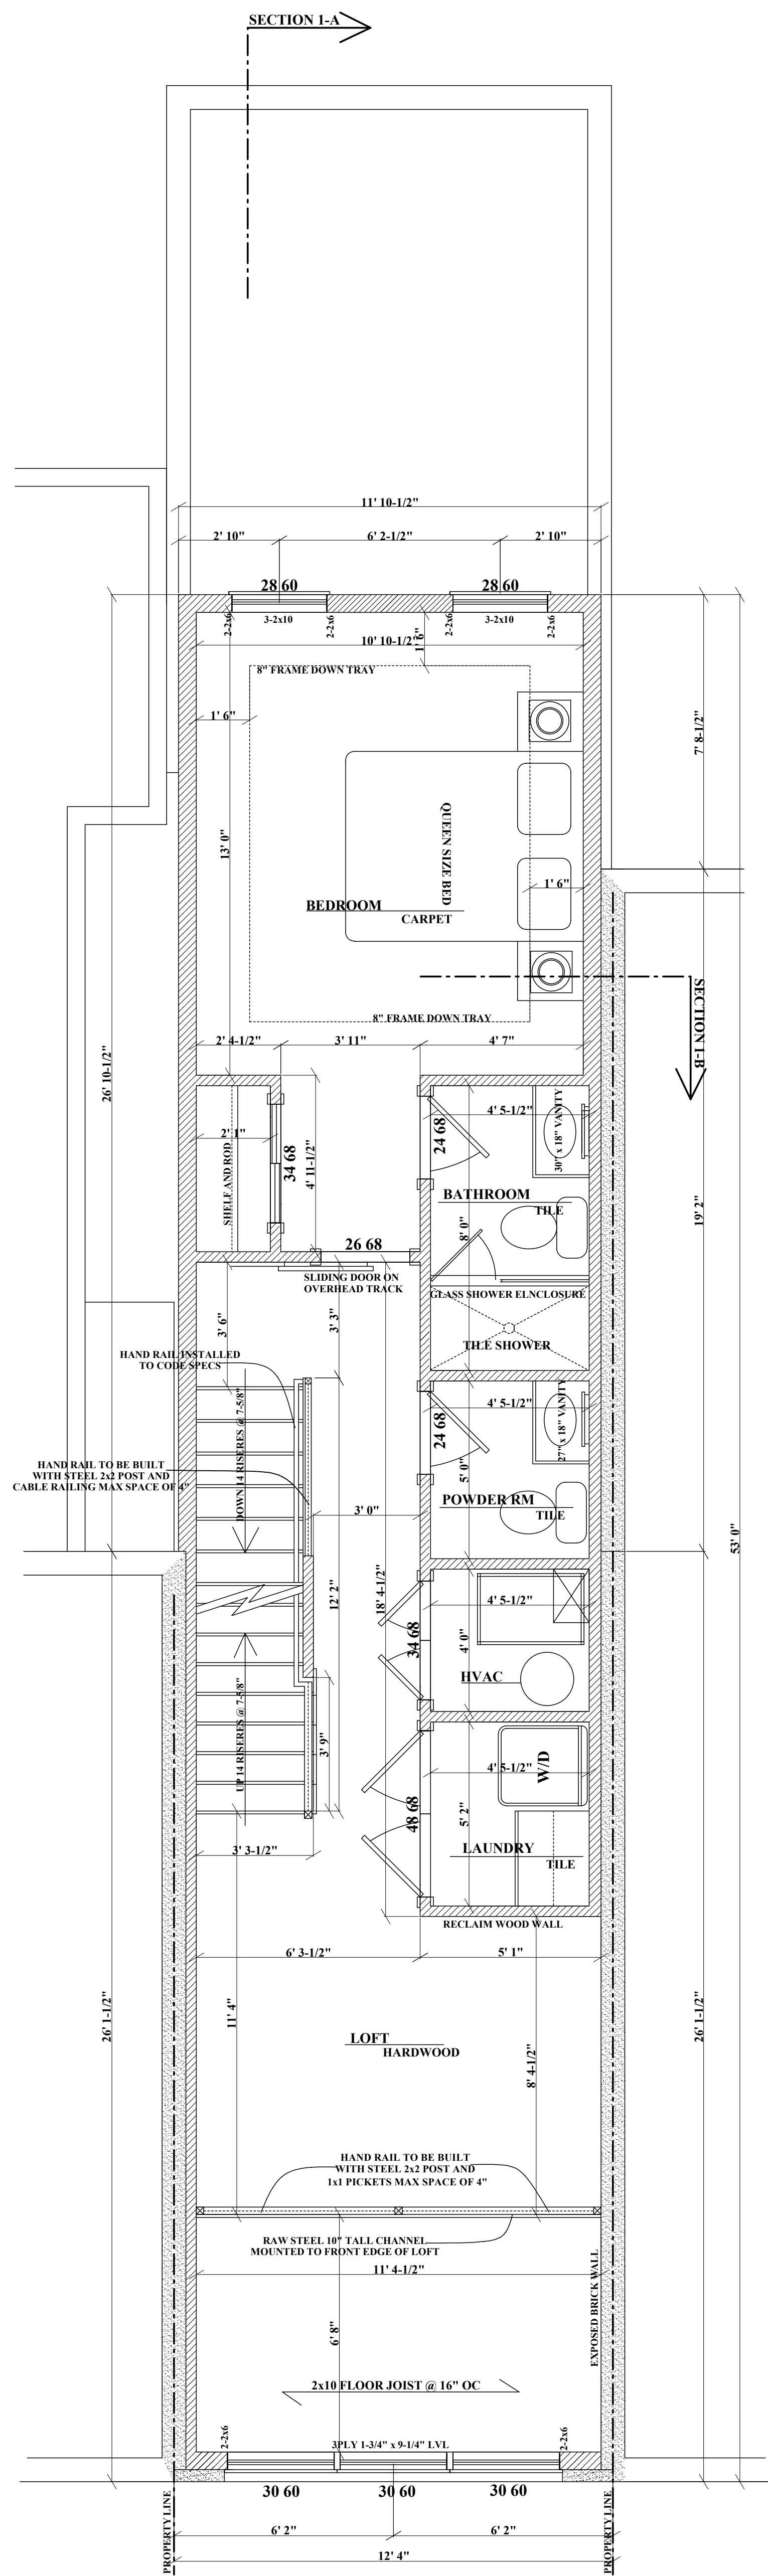 SECTION 1-A
11' 10-1/2"
2' 10"
6' 2-1/2"
2' 10"
28 60
28 60
2-2x6
3-2x10
2-2x6
2-2x6
3-2x10
2-2x6
10' 10-1/2"
1' 6"
8" FRAME DOWN TRAY
1' 6"
7' 8-1/2"
13' 0"
QUEEN SIZE BED
1' 6"
BEDROOM
CARPET
SECTION 1-B
8" FRAME DOWN TRAY
2' 4-1/2"
3' 11"
4' 7"
26' 10-1/2"
4' 5-1/2"
30" x 18" VANITY
24 68
2' 1"
34 68
4' 11-1/2"
SHELF AND ROD
BATHROOM
TILE
8' 0"
19' 2"
26 68
SLIDING DOOR ON
OVERHEAD TRACK
GLASS SHOWER ELNCLOSURE
3' 6"
3' 3"
TILE SHOWER
HAND RAIL INSTALLED
TO CODE SPECS
4' 5-1/2"
27" x 18" VANITY
24 68
DOWN 14 RISERES @ 7-5/8"
HAND RAIL TO BE BUILT
WITH STEEL 2x2 POST AND
CABLE RAILING MAX SPACE OF 4"
5' 0"
POWDER RM
TILE
3' 0"
53' 0"
12' 2"
18' 4-1/2"
4' 5-1/2"
34 68
4' 0"
HVAC
UP 14 RISERES @ 7-5/8"
3' 9"
4' 5-1/2"
W/D
48 68
5' 2"
3' 3-1/2"
LAUNDRY
TILE
RECLAIM WOOD WALL
6' 3-1/2"
5' 1"
26' 1-1/2"
11' 4"
LOFT
HARDWOOD
8' 4-1/2"
26' 1-1/2"
HAND RAIL TO BE BUILT
WITH STEEL 2x2 POST AND
1x1 PICKETS MAX SPACE OF 4"
RAW STEEL 10" TALL CHANNEL
MOUNTED TO FRONT EDGE OF LOFT
11' 4-1/2"
EXPOSED BRICK WALL
6' 8"
2x10 FLOOR JOIST @ 16" OC
2-2x6
3PLY 1-3/4" x 9-1/4" LVL
2-2x6
30 60
30 60
30 60
PROPERTY LINE
PROPERTY LINE
6' 2"
6' 2"
12' 4"